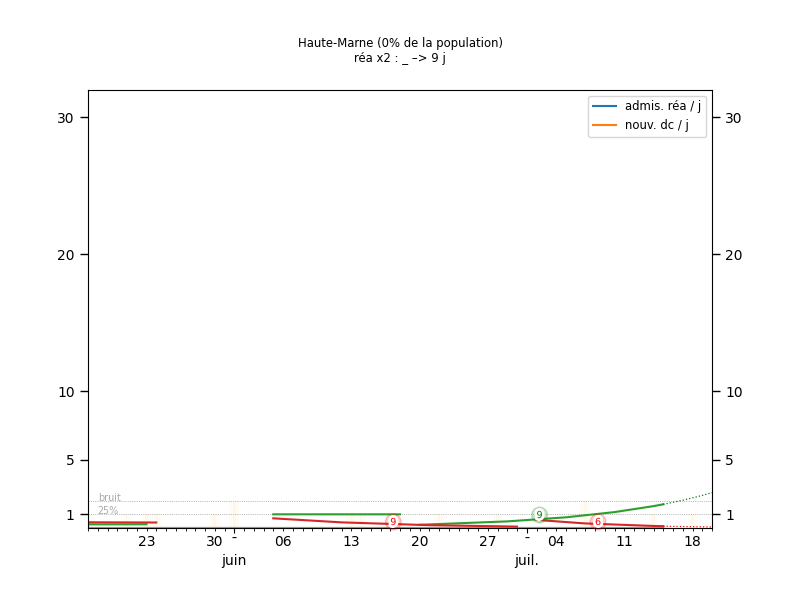 Haute-Marne (0% de la population)
réa x2 : _ –> 9 j
admis. réa / j
nouv. dc / j
30 30
20 20
10 10
5 5
bruit
25%
1 1
9 9 6
23 30 - 06 13 20 27 - 04 11 18
juin juil.